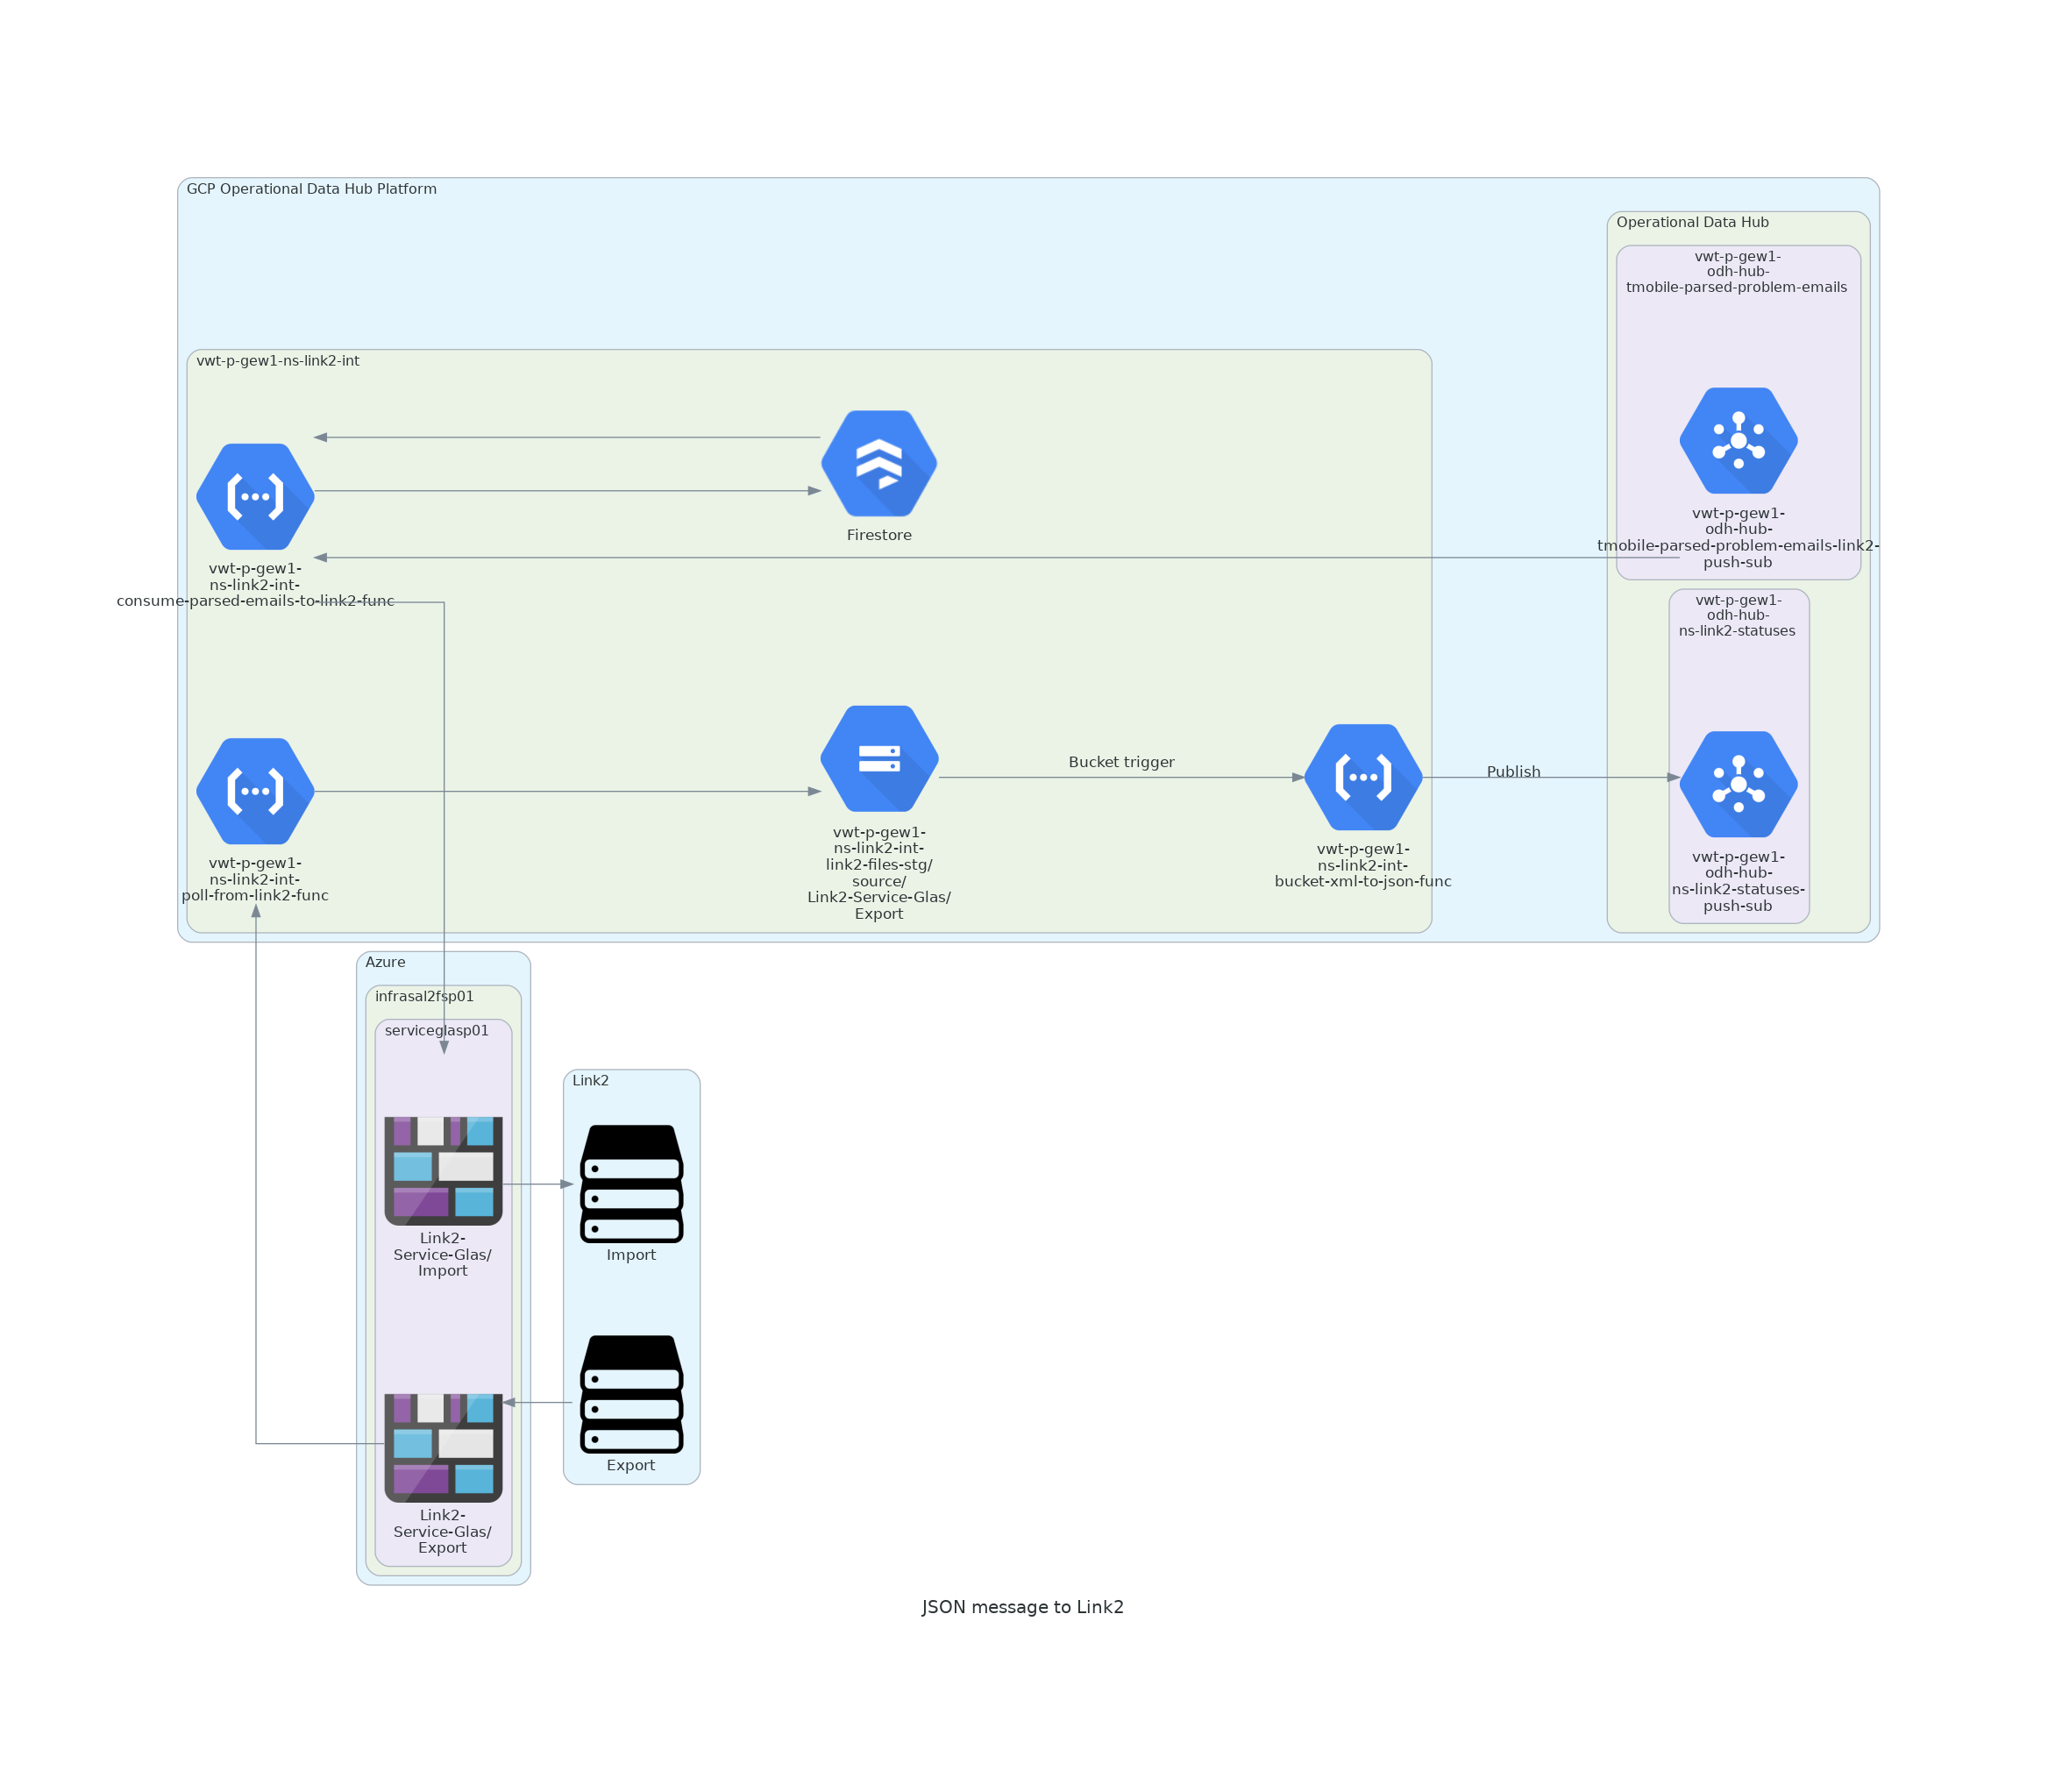 GCP Operational Data Hub Platform
Operational Data Hub
vwt-p-gew1-
odh-hub-
tmobile-parsed-problem-emails
vwt-p-gew1-ns-link2-int
Firestore
vwt-p-gew1-
odh-hub-
tmobile-parsed-problem-emails-link2-
push-sub
vwt-p-gew1-
ns-link2-int-
consume-parsed-emails-to-link2-func
vwt-p-gew1-
odh-hub-
ns-link2-statuses
Bucket trigger
Publish
vwt-p-gew1-
ns-link2-int-
poll-from-link2-func
vwt-p-gew1-
ns-link2-int-
link2-files-stg/
source/
Link2-Service-Glas/
Export
vwt-p-gew1-
ns-link2-int-
bucket-xml-to-json-func
vwt-p-gew1-
odh-hub-
ns-link2-statuses-
push-sub
Azure
infrasal2fsp01
serviceglasp01
Link2
Link2-
Service-Glas/
Import
Import
Export
Link2-
Service-Glas/
Export
JSON message to Link2